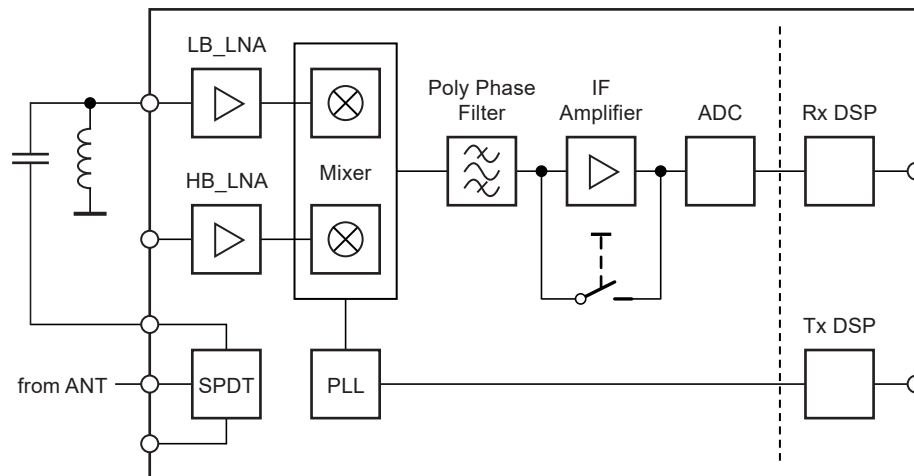 LB_LNA
Poly Phase
Filter
IF
Amplifier
ADC
Rx DSP
Mixer
HB_LNA
Tx DSP
from ANT
SPDT
PLL